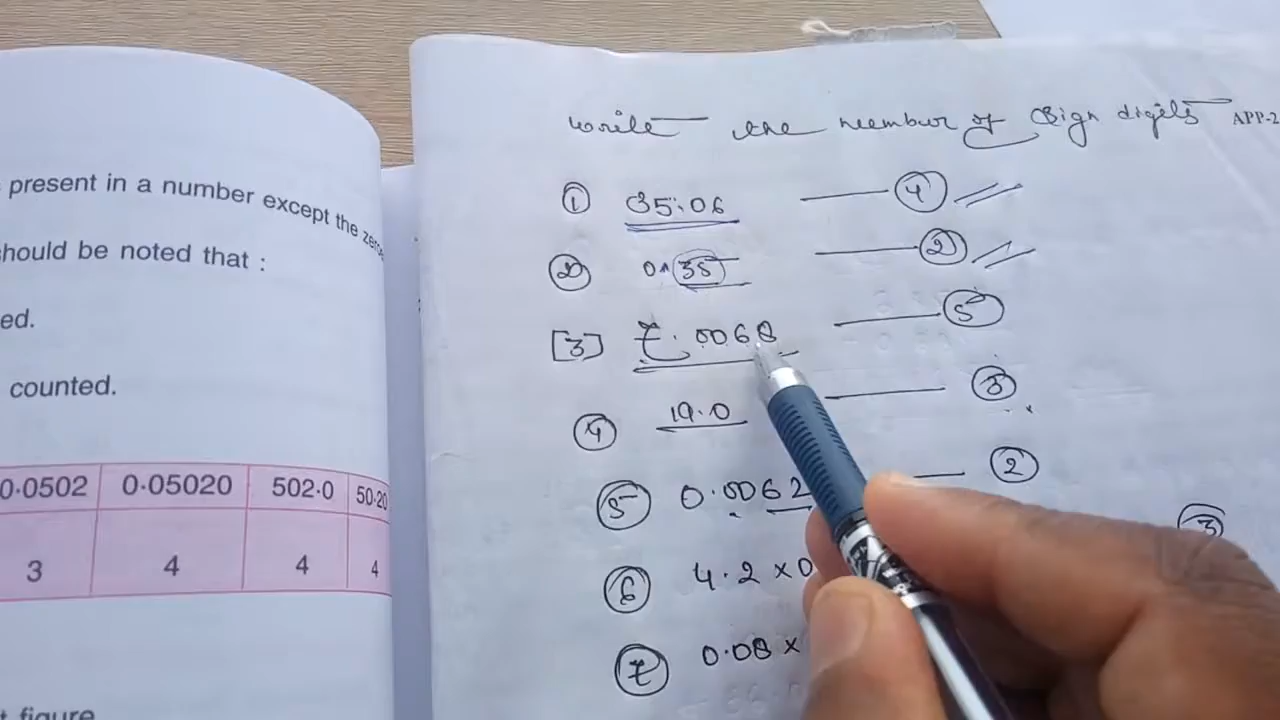 present in a number except the zero
should be noted that :
ed.
counted.
0·0502 0·05020 502·0 50·20
3 4 4 4
t figure
write the number of Sign digits APP-2
① 35.06 ④
② 0.35 ②
[3] 7.0068 ⑤
④ 19.0 ③
⑤ 0.0062 ②
③
⑥ 4.2 × 0
⑦ 0.08 ×